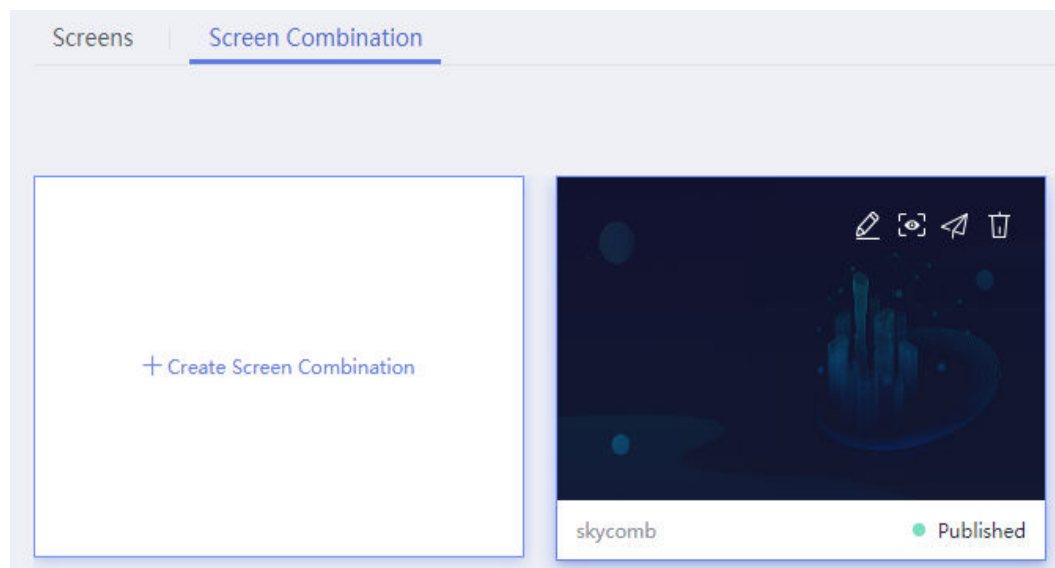 Screens
Screen Combination
+ Create Screen Combination
skycomb
Published